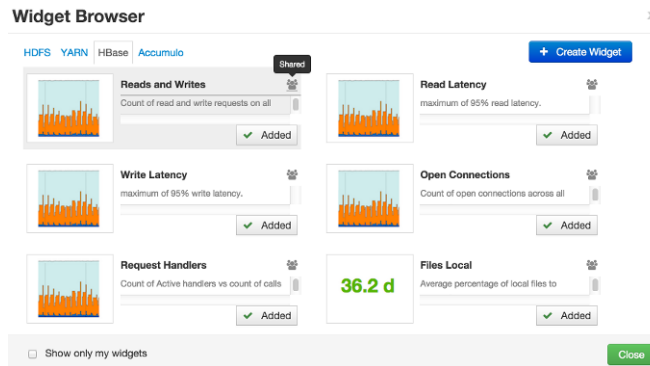 Widget Browser
HDFS YARN HBase Accumulo
+ Create Widget
Shared
Reads and Writes
Count of read and write requests on all
Added
Read Latency
maximum of 95% read latency.
Added
Write Latency
maximum of 95% write latency.
Added
Open Connections
Count of open connections across all
Added
Request Handlers
Count of Active handlers vs count of calls
Added
36.2 d
Files Local
Average percentage of local files to
Added
Show only my widgets
Close